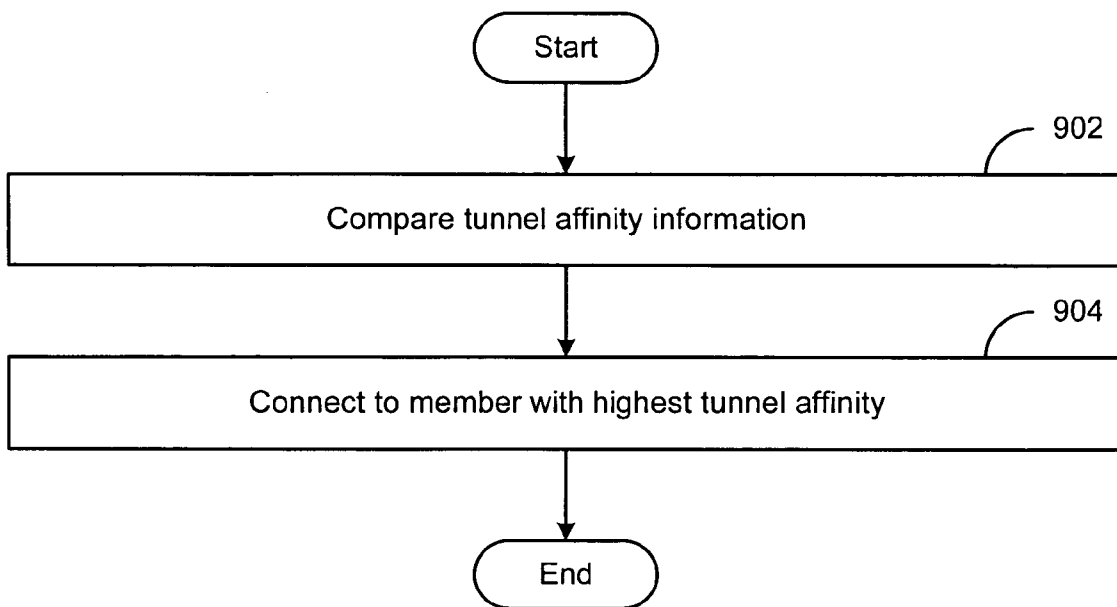 Start
902
Compare tunnel affinity information
904
Connect to member with highest tunnel affinity
End